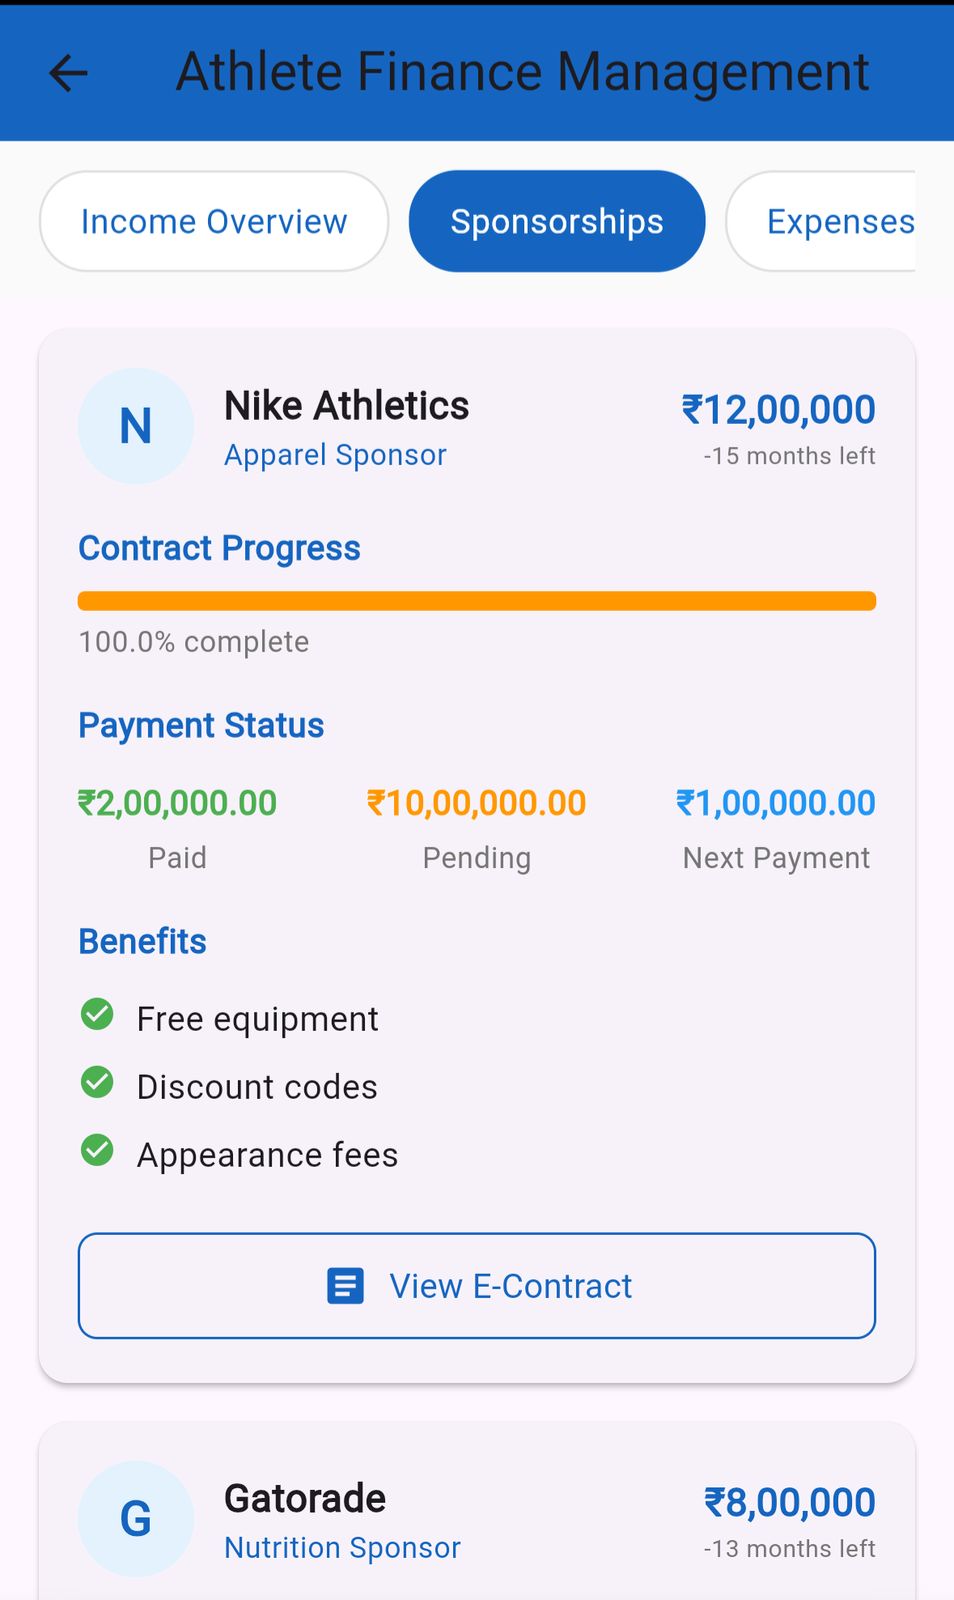 Athlete Finance Management
Income Overview
Sponsorships
Expenses
N
Nike Athletics
₹12,00,000
Apparel Sponsor
-15 months left
Contract Progress
100.0% complete
Payment Status
₹2,00,000.00
₹10,00,000.00
₹1,00,000.00
Paid
Pending
Next Payment
Benefits
Free equipment
Discount codes
Appearance fees
View E-Contract
G
Gatorade
₹8,00,000
Nutrition Sponsor
-13 months left